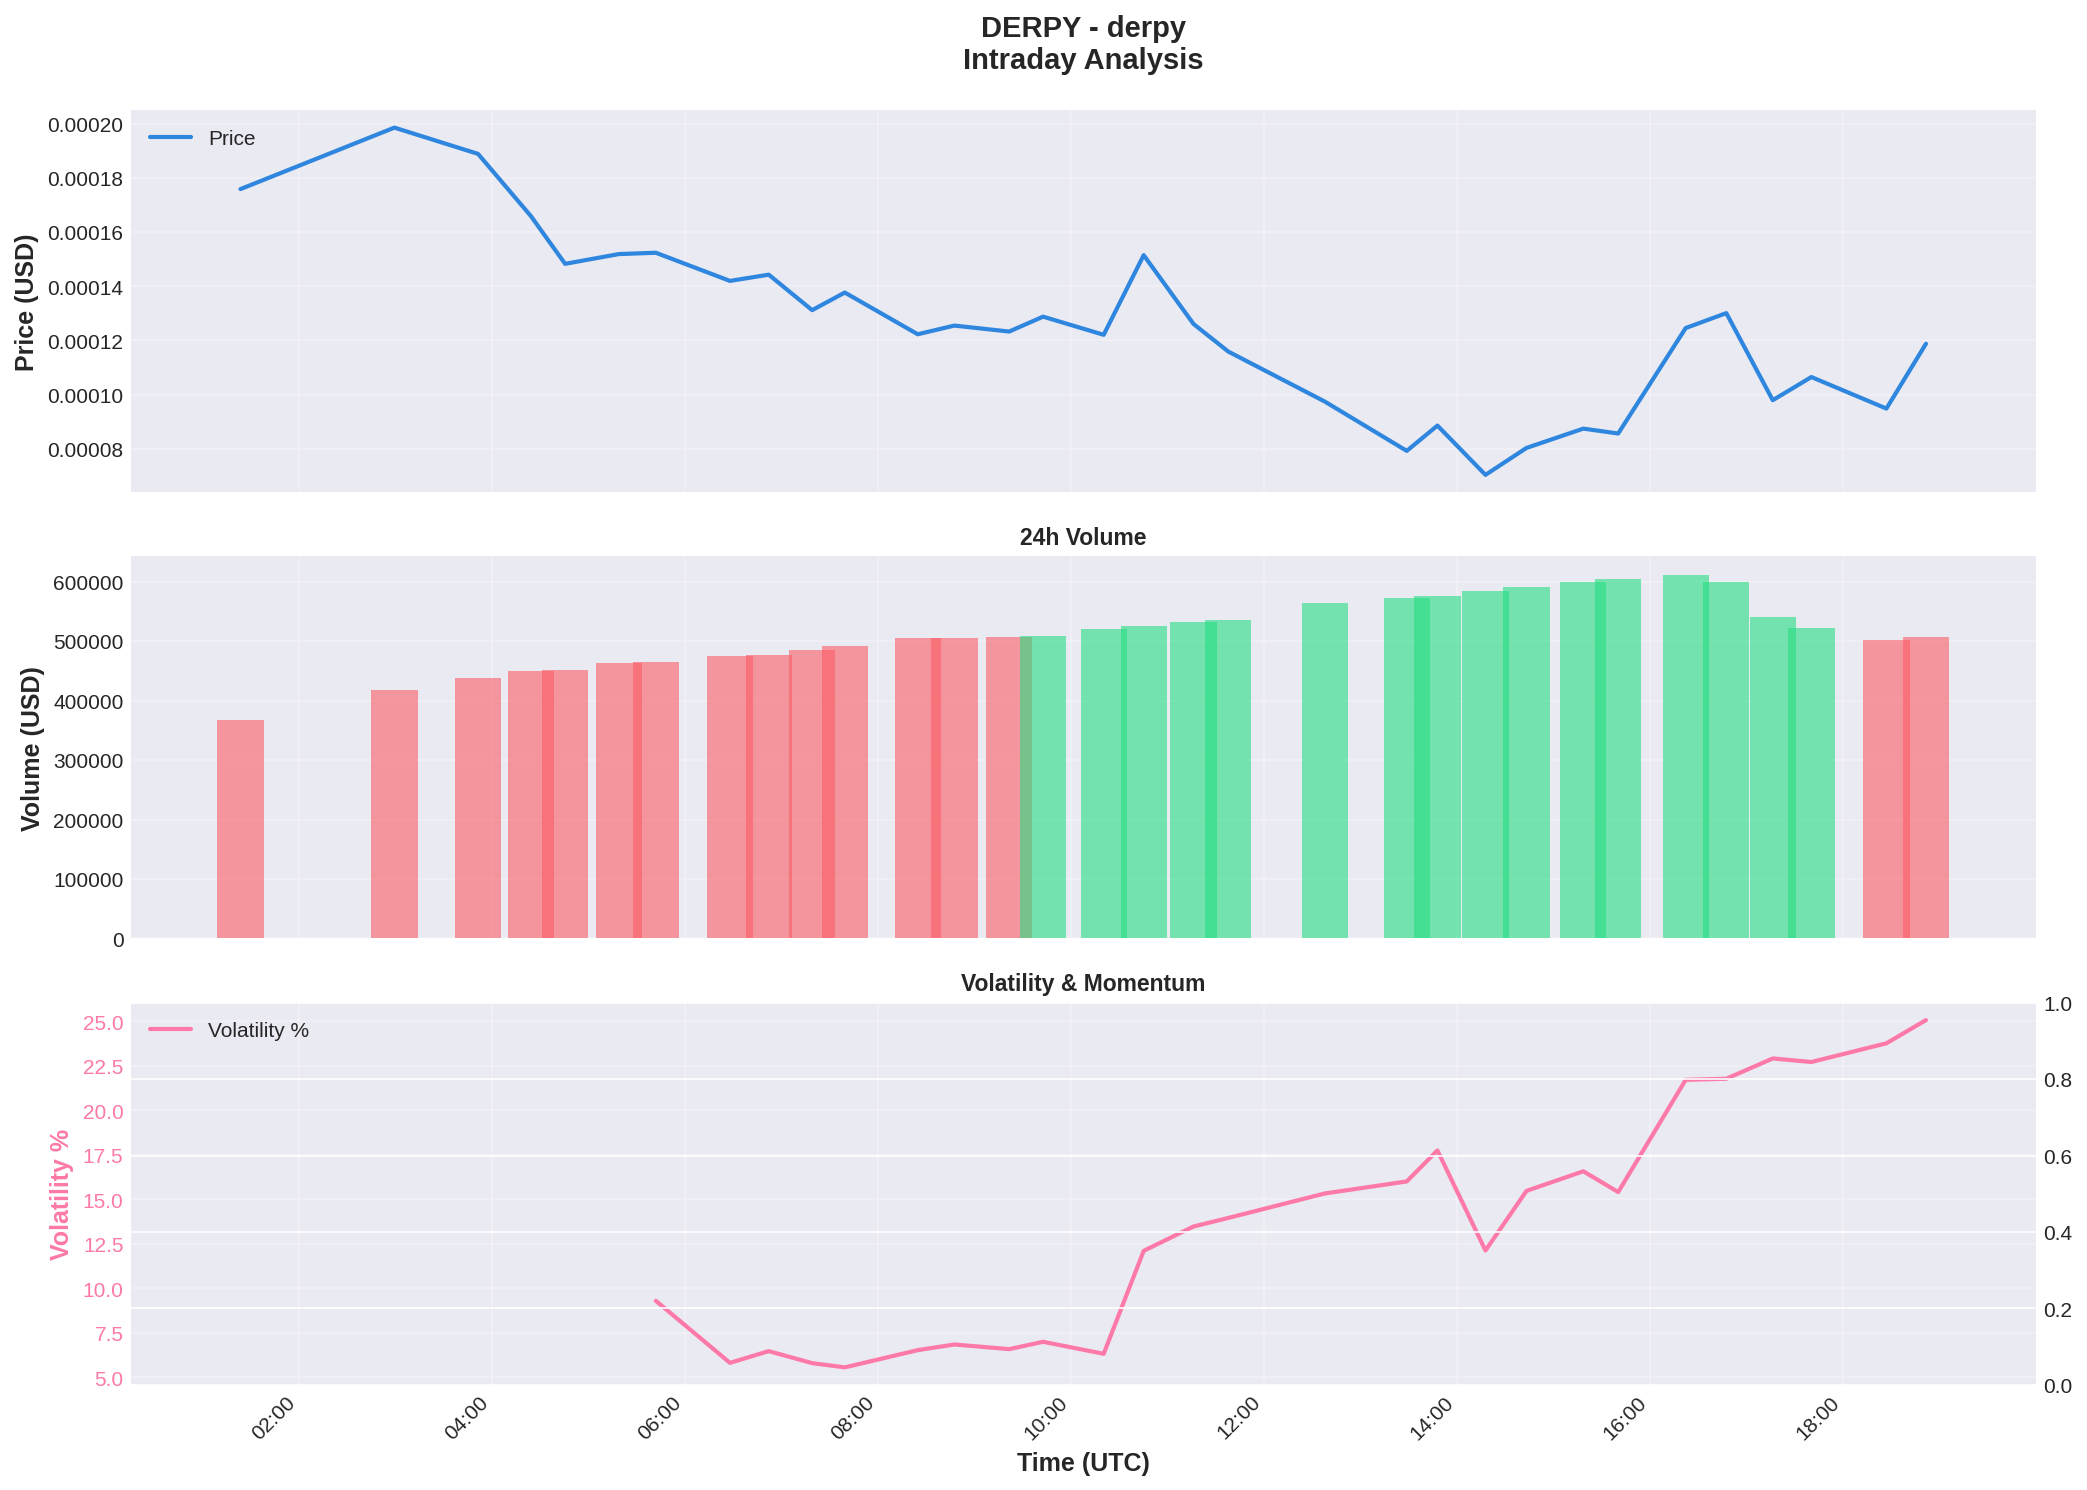 DERPY - derpy
Intraday Analysis
Price
Price (USD)
0.00020
0.00018
0.00016
0.00014
0.00012
0.00010
0.00008
24h Volume
Volume (USD)
600000
500000
400000
300000
200000
100000
0
Volatility & Momentum
Volatility %
Volatility %
25.0
22.5
20.0
17.5
15.0
12.5
10.0
7.5
5.0
1.0
0.8
0.6
0.4
0.2
0.0
02:00 04:00 06:00 08:00 10:00 12:00 14:00 16:00 18:00
Time (UTC)